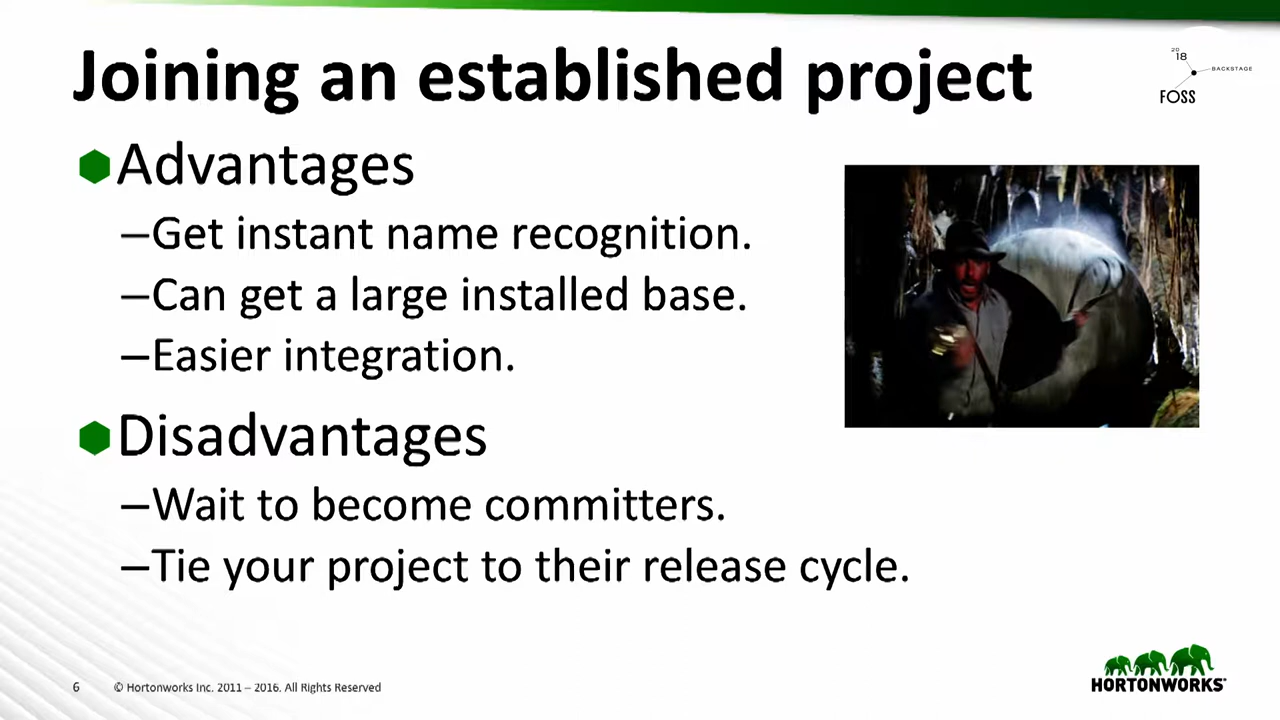 Joining an established project
20
18
BACKSTAGE
FOSS
Advantages
–Get instant name recognition.
–Can get a large installed base.
–Easier integration.
Disadvantages
–Wait to become committers.
–Tie your project to their release cycle.
6 © Hortonworks Inc. 2011 – 2016. All Rights Reserved
HORTONWORKS